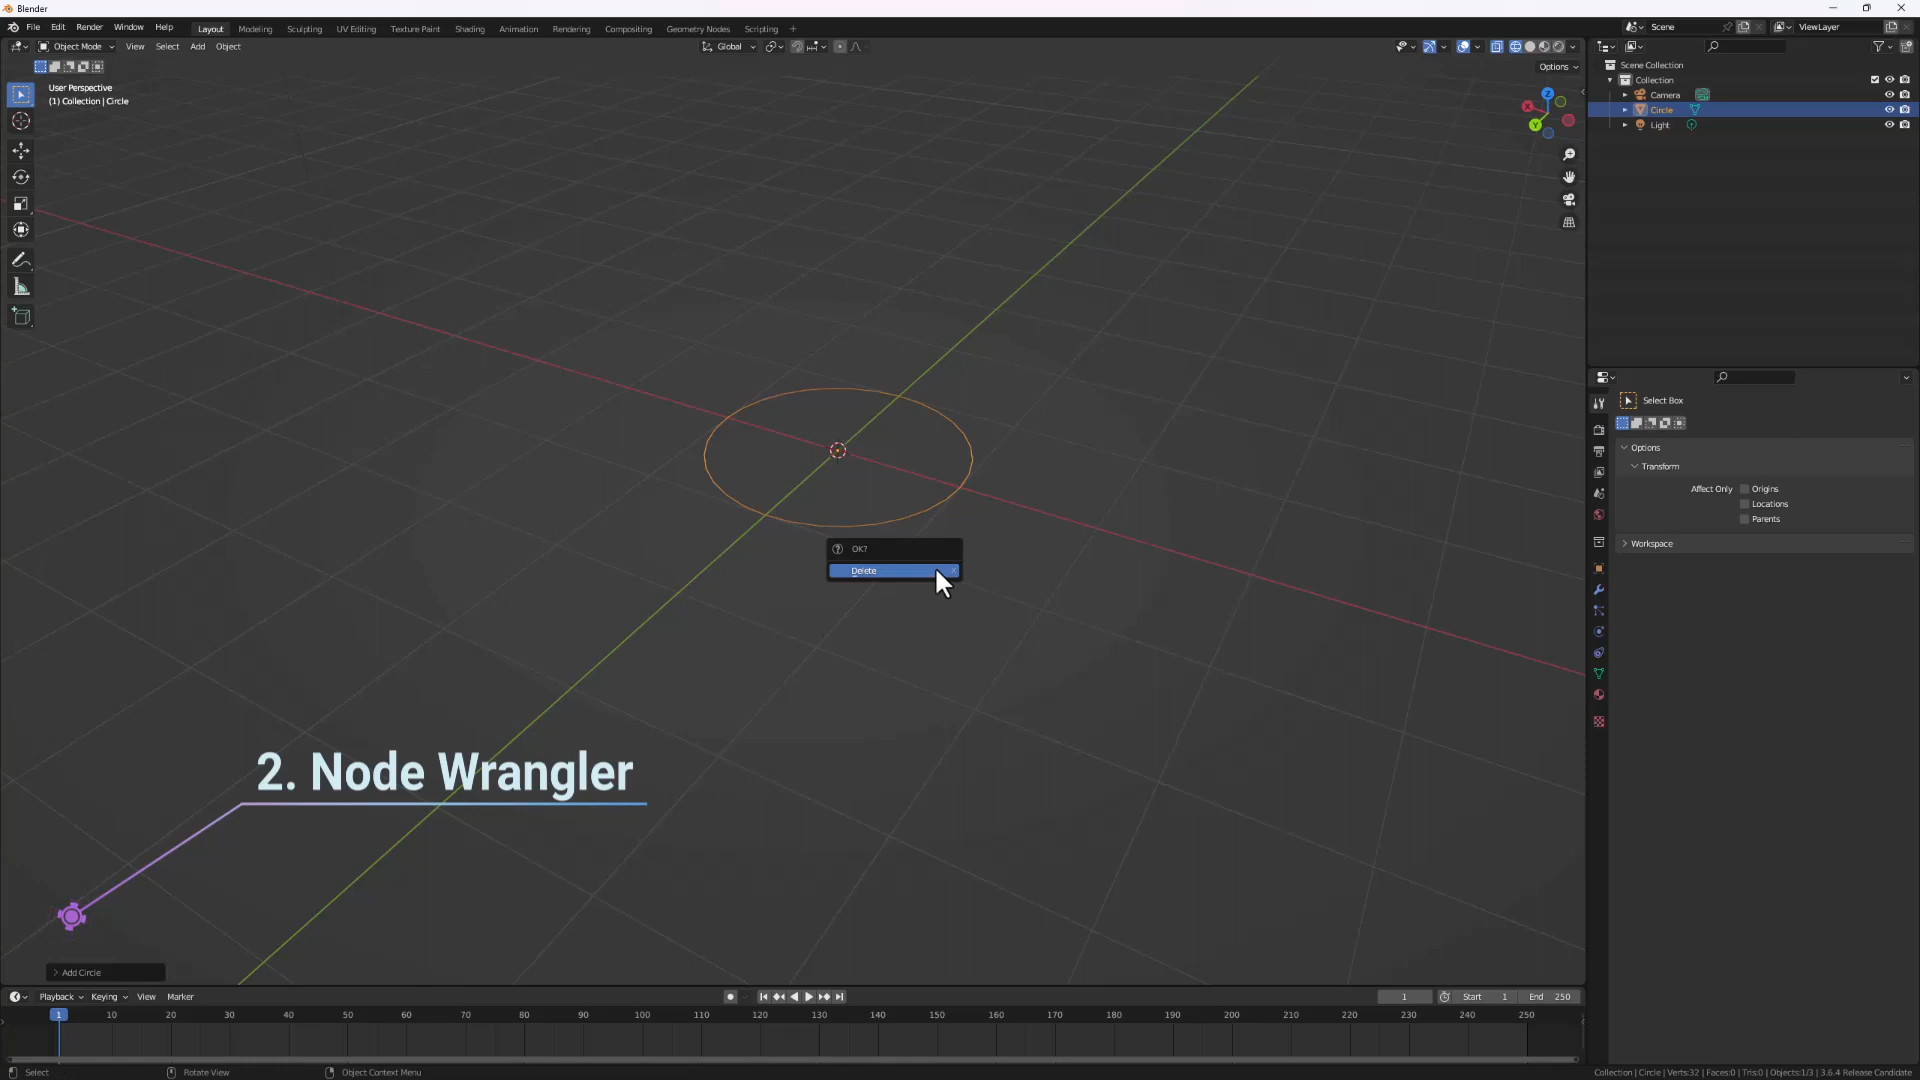 Blender
File Edit Render Window Help Layout Modeling Sculpting UV Editing Texture Paint Shading Animation Rendering Compositing Geometry Nodes Scripting + Scene ViewLayer
Object Mode View Select Add Object Global
Options
User Perspective
(1) Collection | Circle
Z
X
Y
Scene Collection
Collection
Camera
Circle
Light
Select Box
Options
Transform
Affect Only Origins
Locations
Parents
Workspace
OK?
Delete X
2. Node Wrangler
Add Circle
Playback Keying View Marker 1 Start 1 End 250
1 10 20 30 40 50 60 70 80 90 100 110 120 130 140 150 160 170 180 190 200 210 220 230 240 250
Select Rotate View Object Context Menu Collection | Circle | Verts:32 | Faces:0 | Tris:0 | Objects:1/3 | 3.6.4 Release Candidate